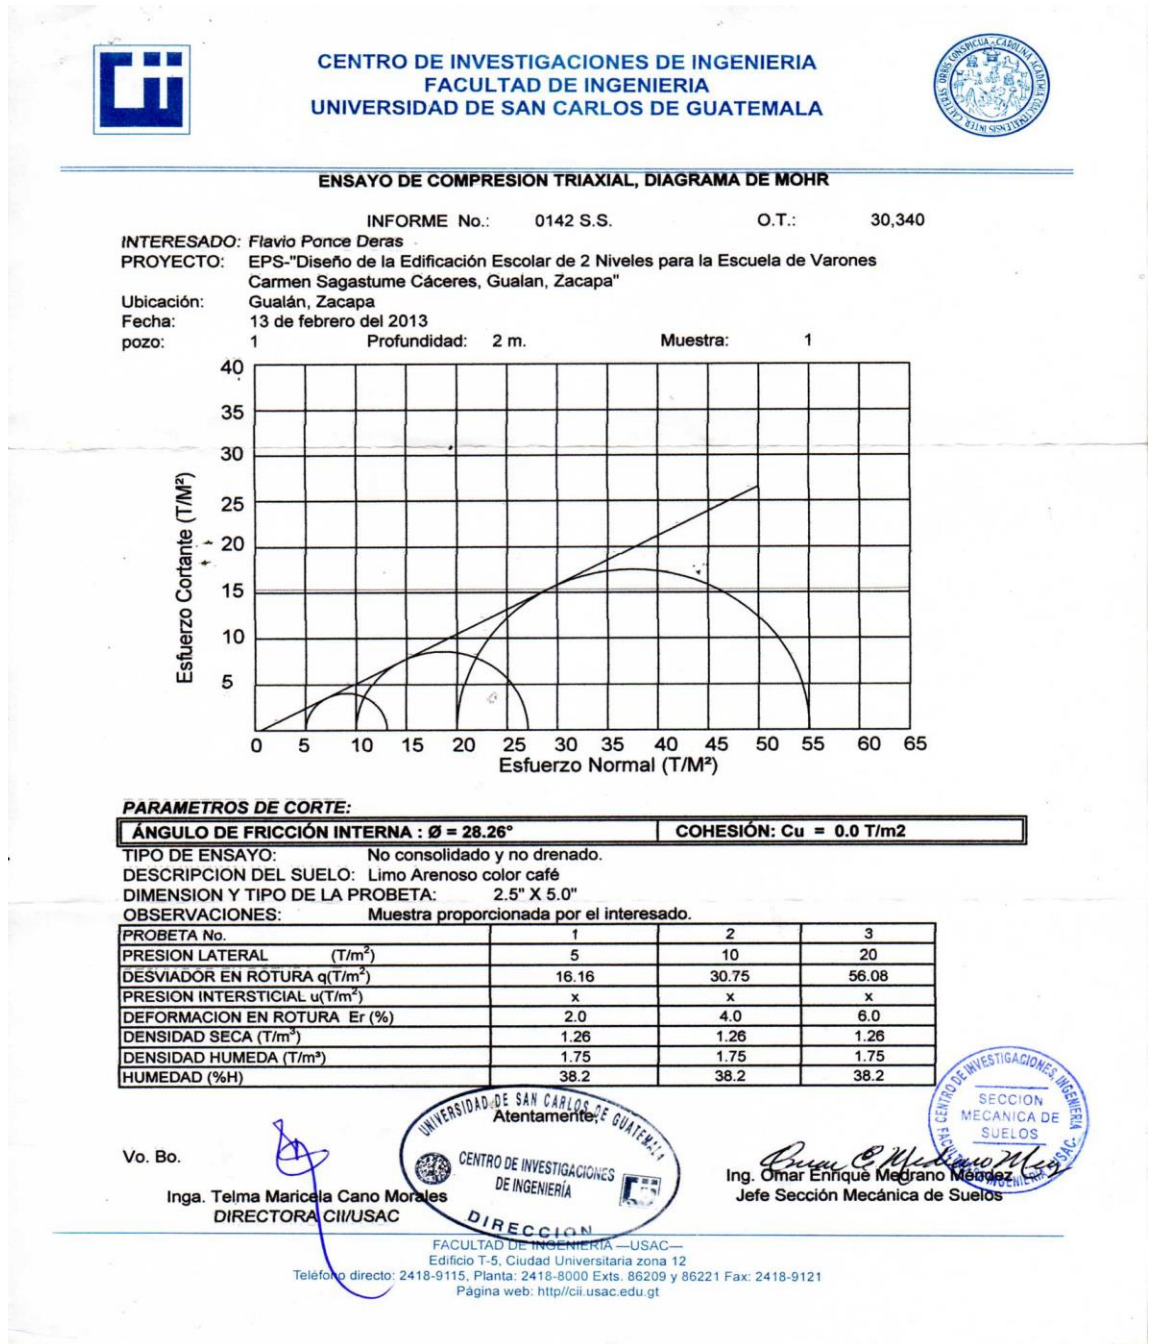 CENTRO DE INVESTIGACIONES DE INGENIERIA
FACULTAD DE INGENIERIA
UNIVERSIDAD DE SAN CARLOS DE GUATEMALA
ENSAYO DE COMPRESION TRIAXIAL, DIAGRAMA DE MOHR
INFORME No.: 0142 S.S. O.T.: 30,340
INTERESADO: Flavio Ponce Deras
PROYECTO: EPS-"Diseño de la Edificación Escolar de 2 Niveles para la Escuela de Varones
Carmen Sagastume Cáceres, Gualan, Zacapa"
Ubicación: Gualán, Zacapa
Fecha: 13 de febrero del 2013
pozo: 1 Profundidad: 2 m. Muestra: 1
Esfuerzo Cortante (T/M²)
40
35
30
25
20
15
10
5
0 5 10 15 20 25 30 35 40 45 50 55 60 65
Esfuerzo Normal (T/M²)
PARAMETROS DE CORTE:
ÁNGULO DE FRICCIÓN INTERNA : Ø = 28.26° COHESIÓN: Cu = 0.0 T/m2
TIPO DE ENSAYO: No consolidado y no drenado.
DESCRIPCION DEL SUELO: Limo Arenoso color café
DIMENSION Y TIPO DE LA PROBETA: 2.5" X 5.0"
OBSERVACIONES: Muestra proporcionada por el interesado.
PROBETA No. 1 2 3
PRESION LATERAL (T/m²) 5 10 20
DESVIADOR EN ROTURA q(T/m²) 16.16 30.75 56.08
PRESION INTERSTICIAL u(T/m²) x x x
DEFORMACION EN ROTURA Er (%) 2.0 4.0 6.0
DENSIDAD SECA (T/m³) 1.26 1.26 1.26
DENSIDAD HUMEDA (T/m³) 1.75 1.75 1.75
HUMEDAD (%H) 38.2 38.2 38.2
Atentamente,
UNIVERSIDAD DE SAN CARLOS DE GUATEMALA
CENTRO DE INVESTIGACIONES
DE INGENIERÍA
DIRECCION
CENTRO DE INVESTIGACIONES, INGENIERIA
SECCION
MECANICA DE
SUELOS
Vo. Bo.
Inga. Telma Maricela Cano Morales
DIRECTORA CII/USAC
Ing. Omar Enrique Medrano Méndez
Jefe Sección Mecánica de Suelos
FACULTAD DE INGENIERIA —USAC—
Edificio T-5, Ciudad Universitaria zona 12
Teléfono directo: 2418-9115, Planta: 2418-8000 Exts. 86209 y 86221 Fax: 2418-9121
Página web: http//cii.usac.edu.gt